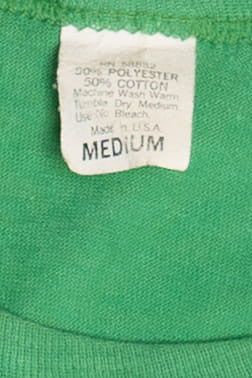 50% POLYESTER
50% COTTON
Machine Wash Warm
Tumble Dry Medium.
Use No Bleach.
Made in U.S.A.
MEDIUM